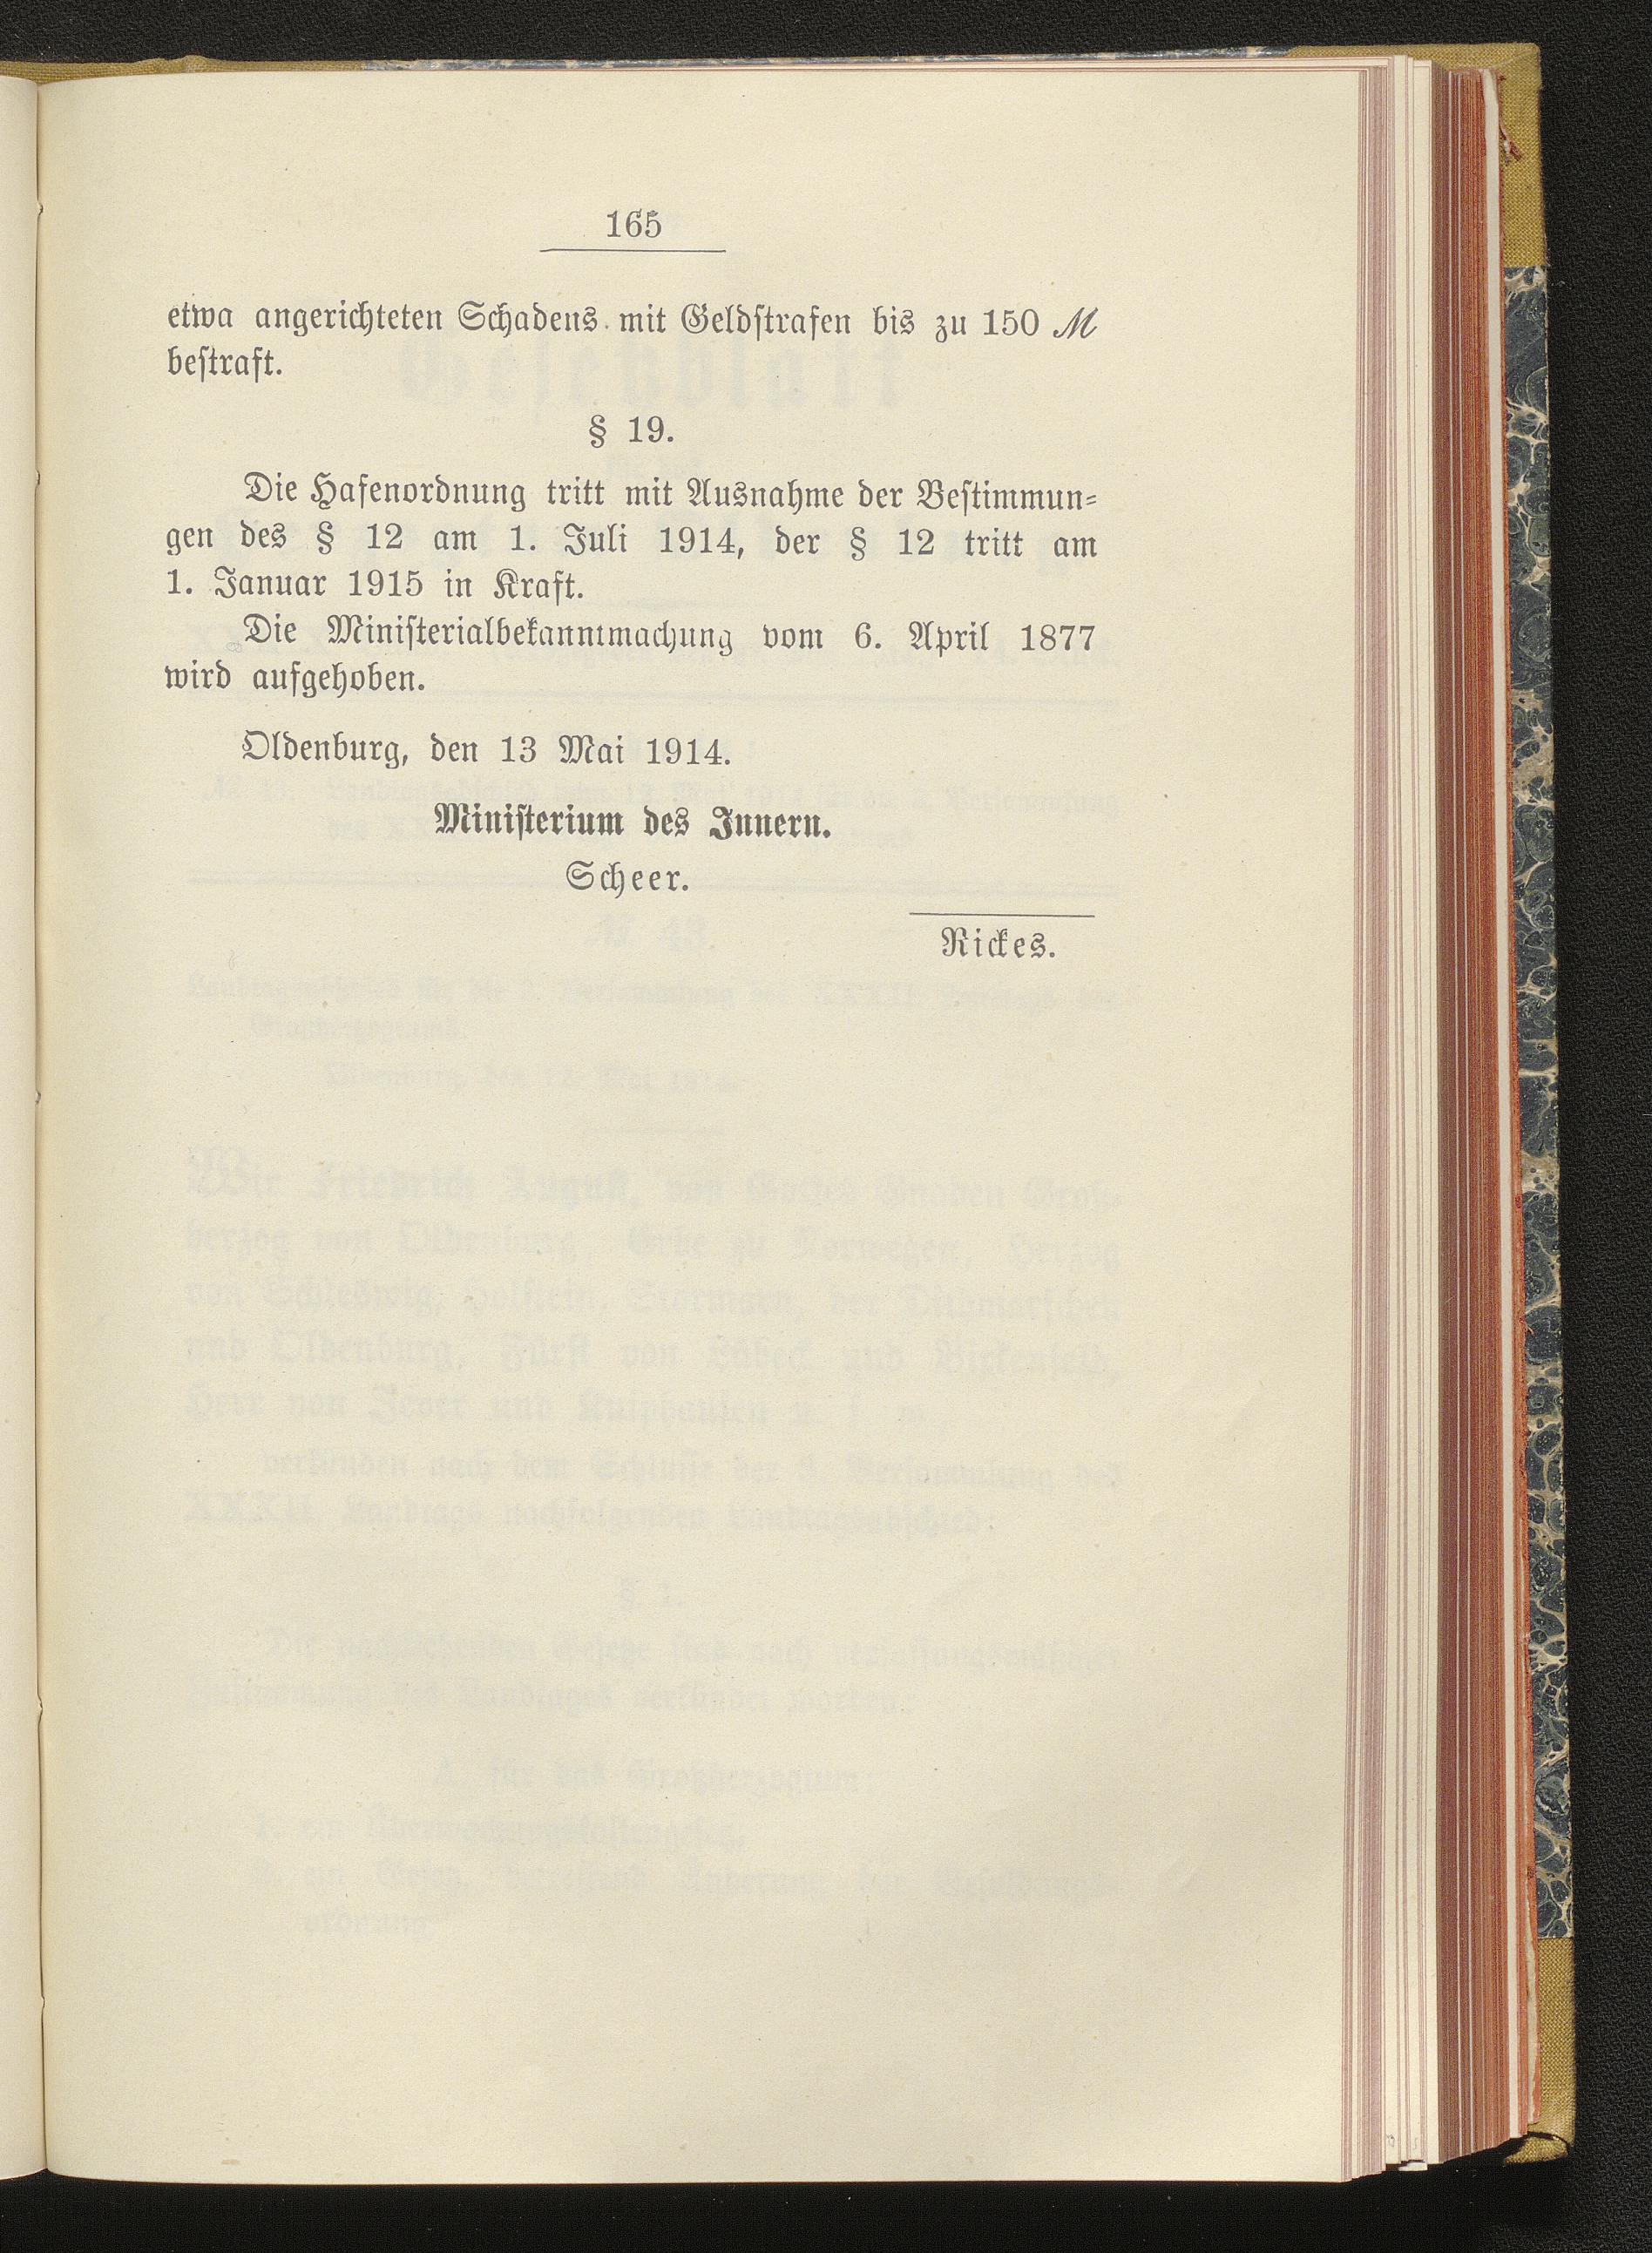 165
etwa angerichteten Schadens mit Geldstrafen bis zu 150 ℳ
bestraft.
§ 19.
Die Hafenordnung tritt mit Ausnahme der Bestimmun-
gen des § 12 am 1. Juli 1914, der § 12 tritt am
1. Januar 1915 in Kraft.
Die Ministerialbekanntmachung vom 6. April 1877
wird aufgehoben.
Oldenburg, den 13 Mai 1914.
Ministerium des Innern.
Scheer.
Rickes.